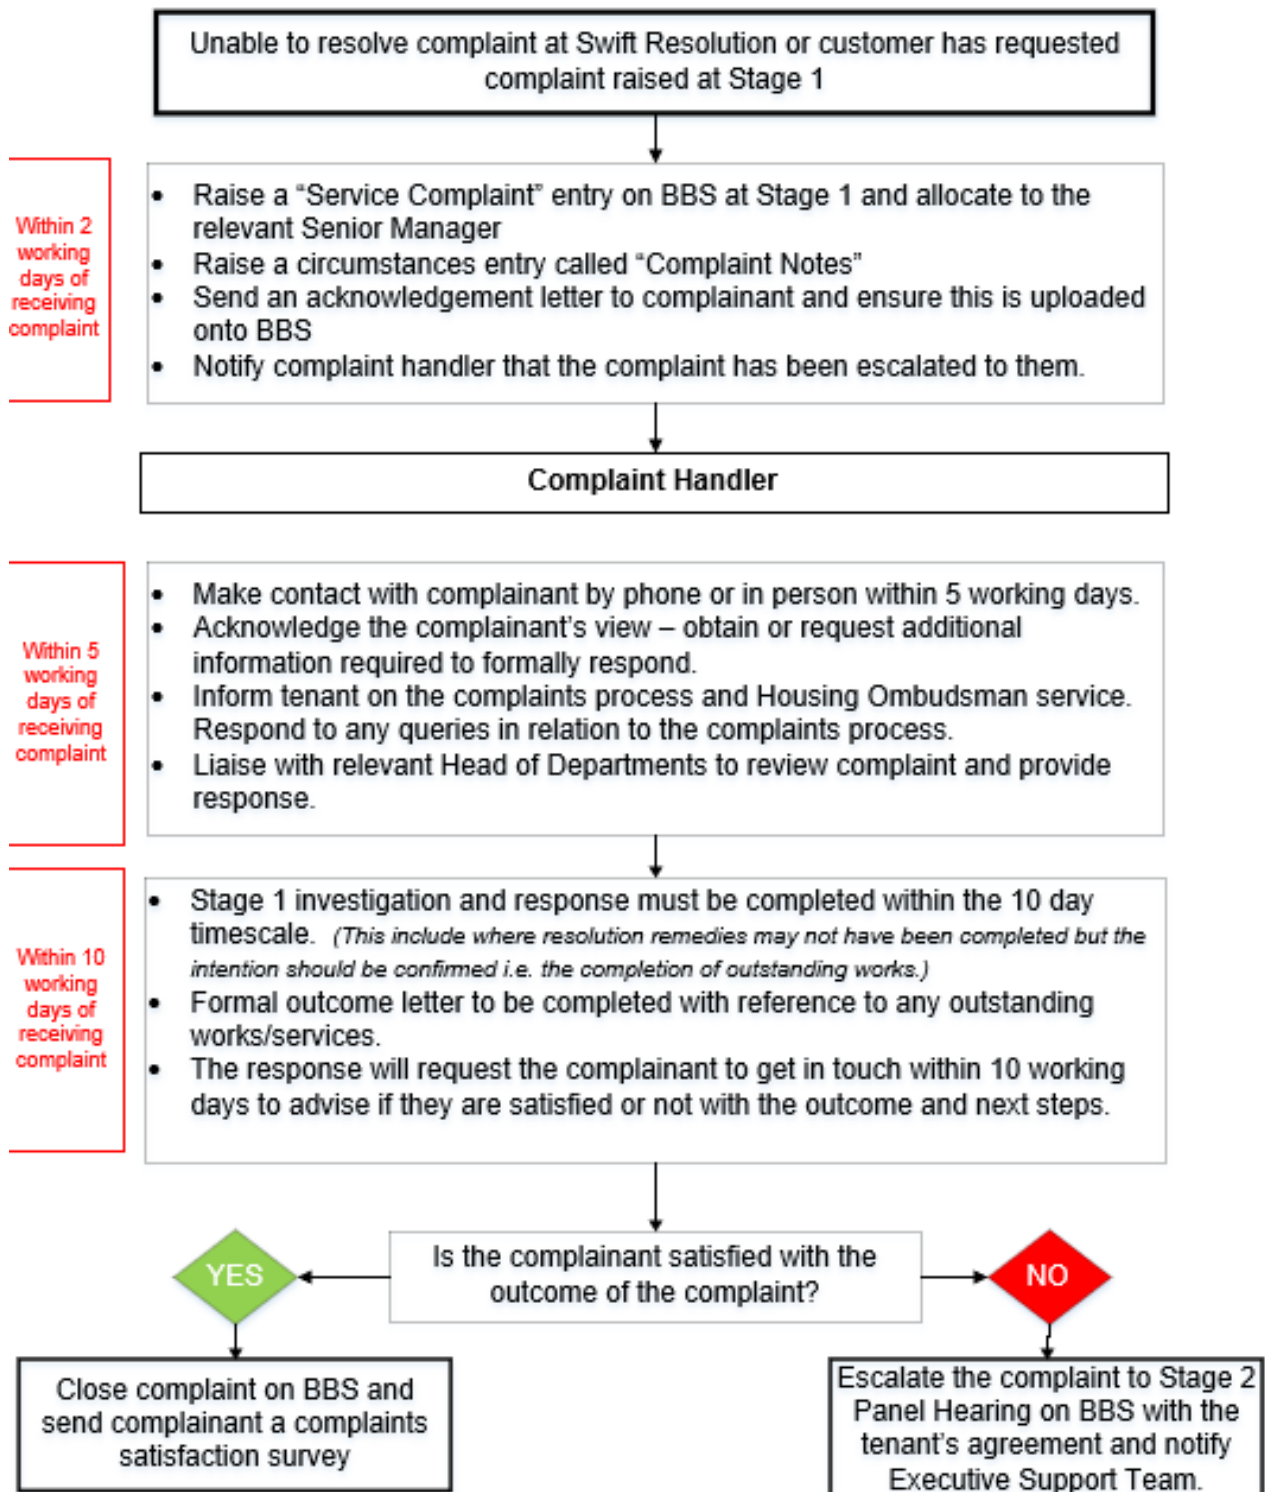 Unable to resolve complaint at Swift Resolution or customer has requested
complaint raised at Stage 1
Within 2
working
days of
receiving
complaint
• Raise a “Service Complaint” entry on BBS at Stage 1 and allocate to the
relevant Senior Manager
• Raise a circumstances entry called “Complaint Notes”
• Send an acknowledgement letter to complainant and ensure this is uploaded
onto BBS
• Notify complaint handler that the complaint has been escalated to them.
Complaint Handler
Within 5
working
days of
receiving
complaint
• Make contact with complainant by phone or in person within 5 working days.
• Acknowledge the complainant’s view – obtain or request additional
information required to formally respond.
• Inform tenant on the complaints process and Housing Ombudsman service.
Respond to any queries in relation to the complaints process.
• Liaise with relevant Head of Departments to review complaint and provide
response.
Within 10
working
days of
receiving
complaint
• Stage 1 investigation and response must be completed within the 10 day
timescale. (This include where resolution remedies may not have been completed but the
intention should be confirmed i.e. the completion of outstanding works.)
• Formal outcome letter to be completed with reference to any outstanding
works/services.
• The response will request the complainant to get in touch within 10 working
days to advise if they are satisfied or not with the outcome and next steps.
Is the complainant satisfied with the
outcome of the complaint?
YES
NO
Close complaint on BBS and
send complainant a complaints
satisfaction survey
Escalate the complaint to Stage 2
Panel Hearing on BBS with the
tenant’s agreement and notify
Executive Support Team.